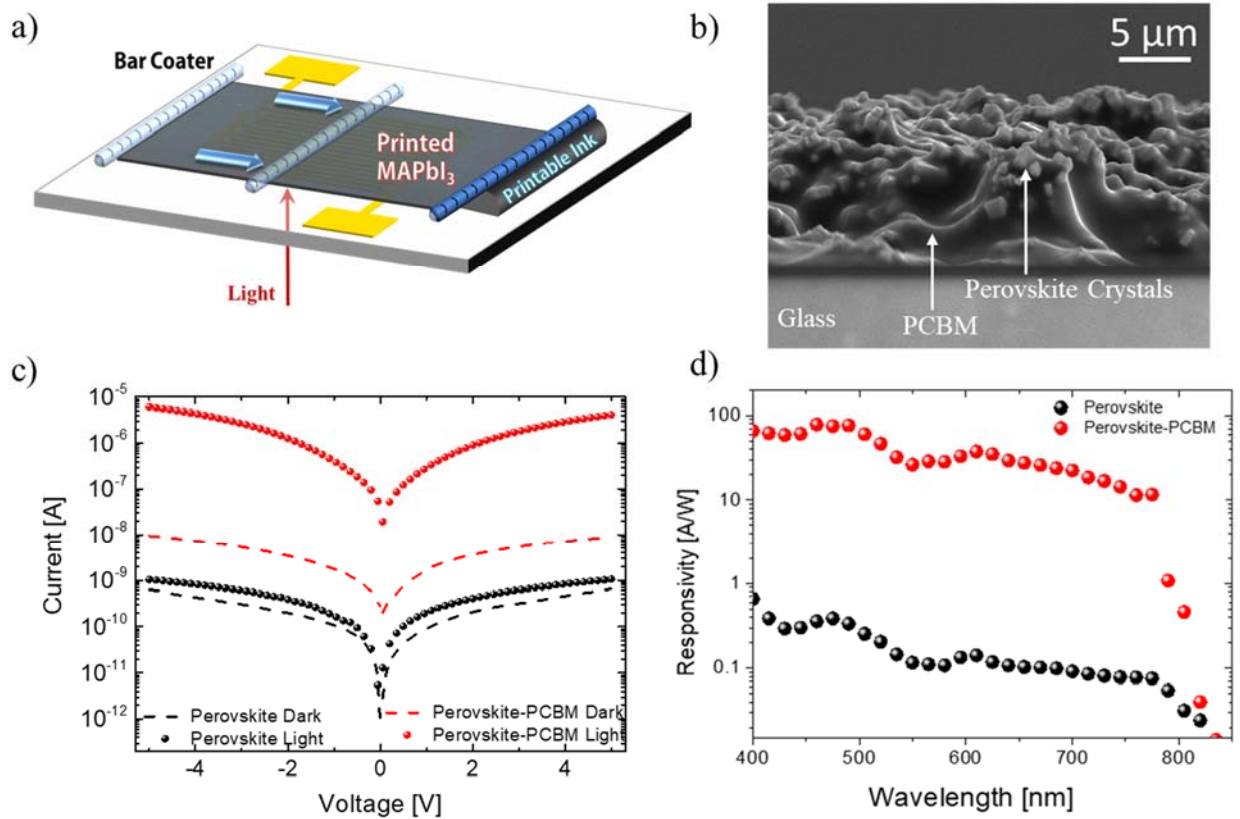 a)
Bar Coater
Printed
MAPbI₃
Printable Ink
Light
b)
5 μm
Perovskite Crystals
PCBM
Glass
c)
Current [A]
10⁻⁵
10⁻⁶
10⁻⁷
10⁻⁸
10⁻⁹
10⁻¹⁰
10⁻¹¹
10⁻¹²
Perovskite Dark
Perovskite Light
Perovskite-PCBM Dark
Perovskite-PCBM Light
-4 -2 0 2 4
Voltage [V]
d)
Responsivity [A/W]
100
10
1
0.1
Perovskite
Perovskite-PCBM
400 500 600 700 800
Wavelength [nm]